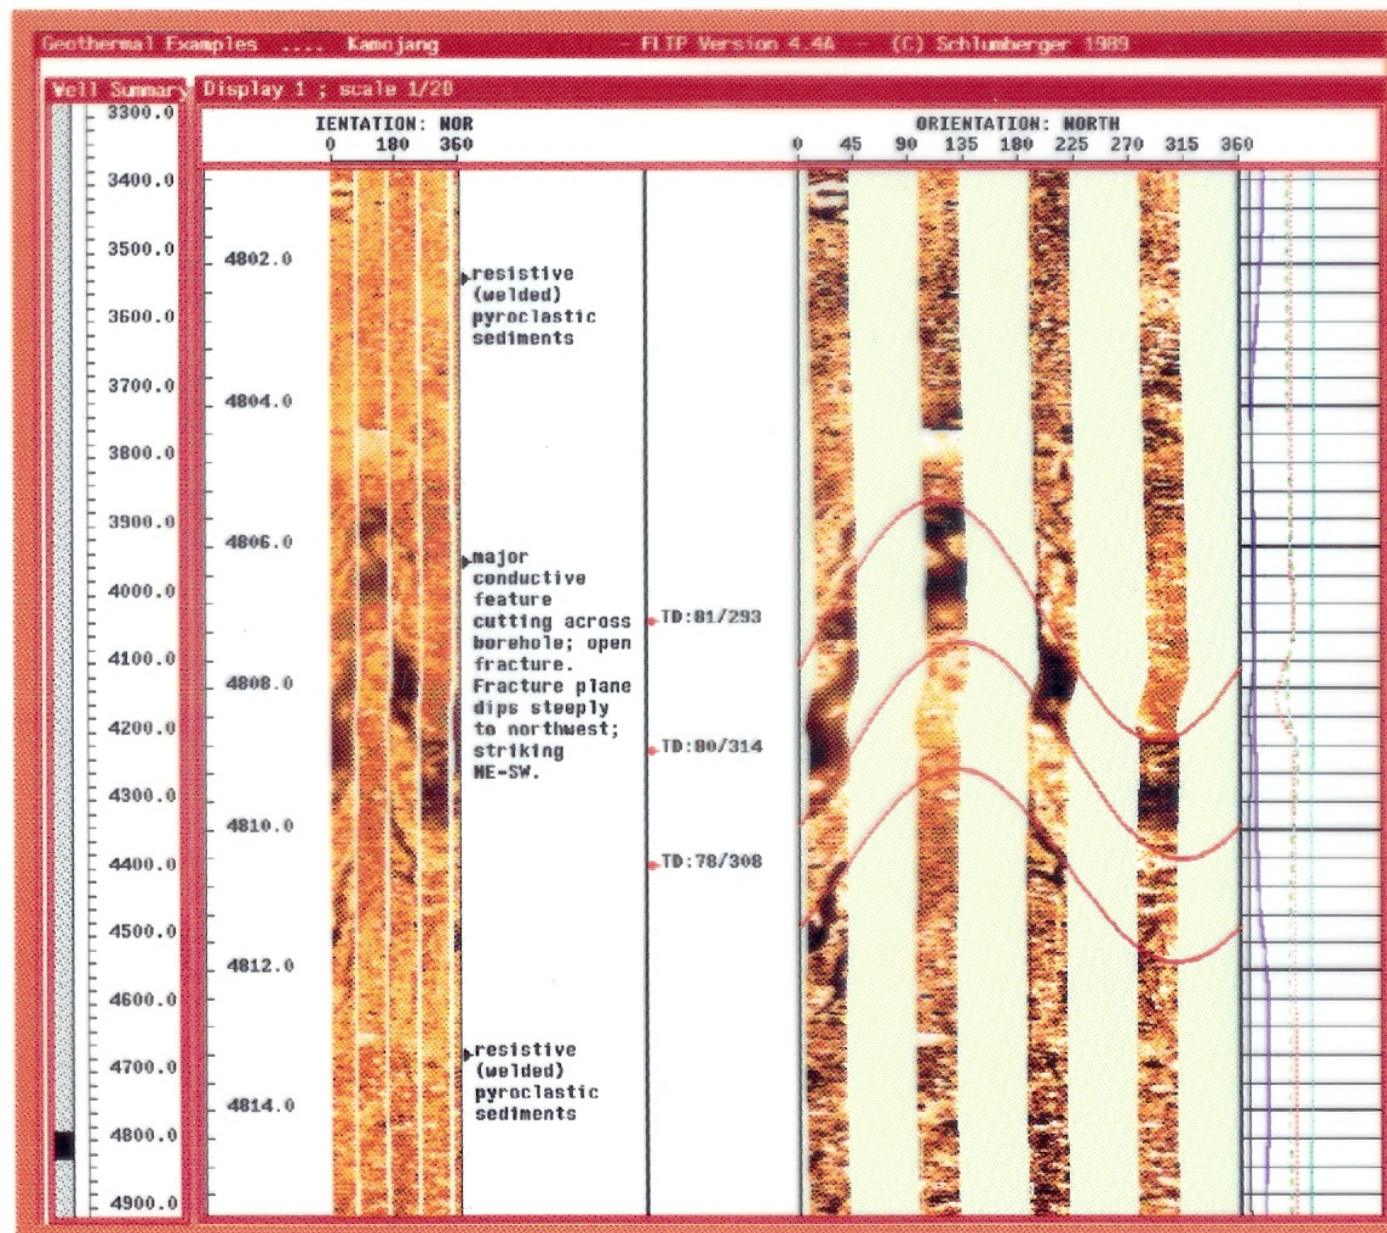 Geothermal Examples .... Kamojang - FLIP Version 4.4A - (C) Schlumberger 1989
Well Summary
Display 1 ; scale 1/20
IENTATION: NOR
0 180 360
ORIENTATION: NORTH
0 45 90 135 180 225 270 315 360
3300.0
3400.0
3500.0
3600.0
3700.0
3800.0
3900.0
4000.0
4100.0
4200.0
4300.0
4400.0
4500.0
4600.0
4700.0
4800.0
4900.0
4802.0
4804.0
4806.0
4808.0
4810.0
4812.0
4814.0
resistive
(welded)
pyroclastic
sediments
major
conductive
feature
cutting across
borehole; open
fracture.
Fracture plane
dips steeply
to northwest;
striking
NE-SW.
resistive
(welded)
pyroclastic
sediments
TD:81/293
TD:80/314
TD:78/308